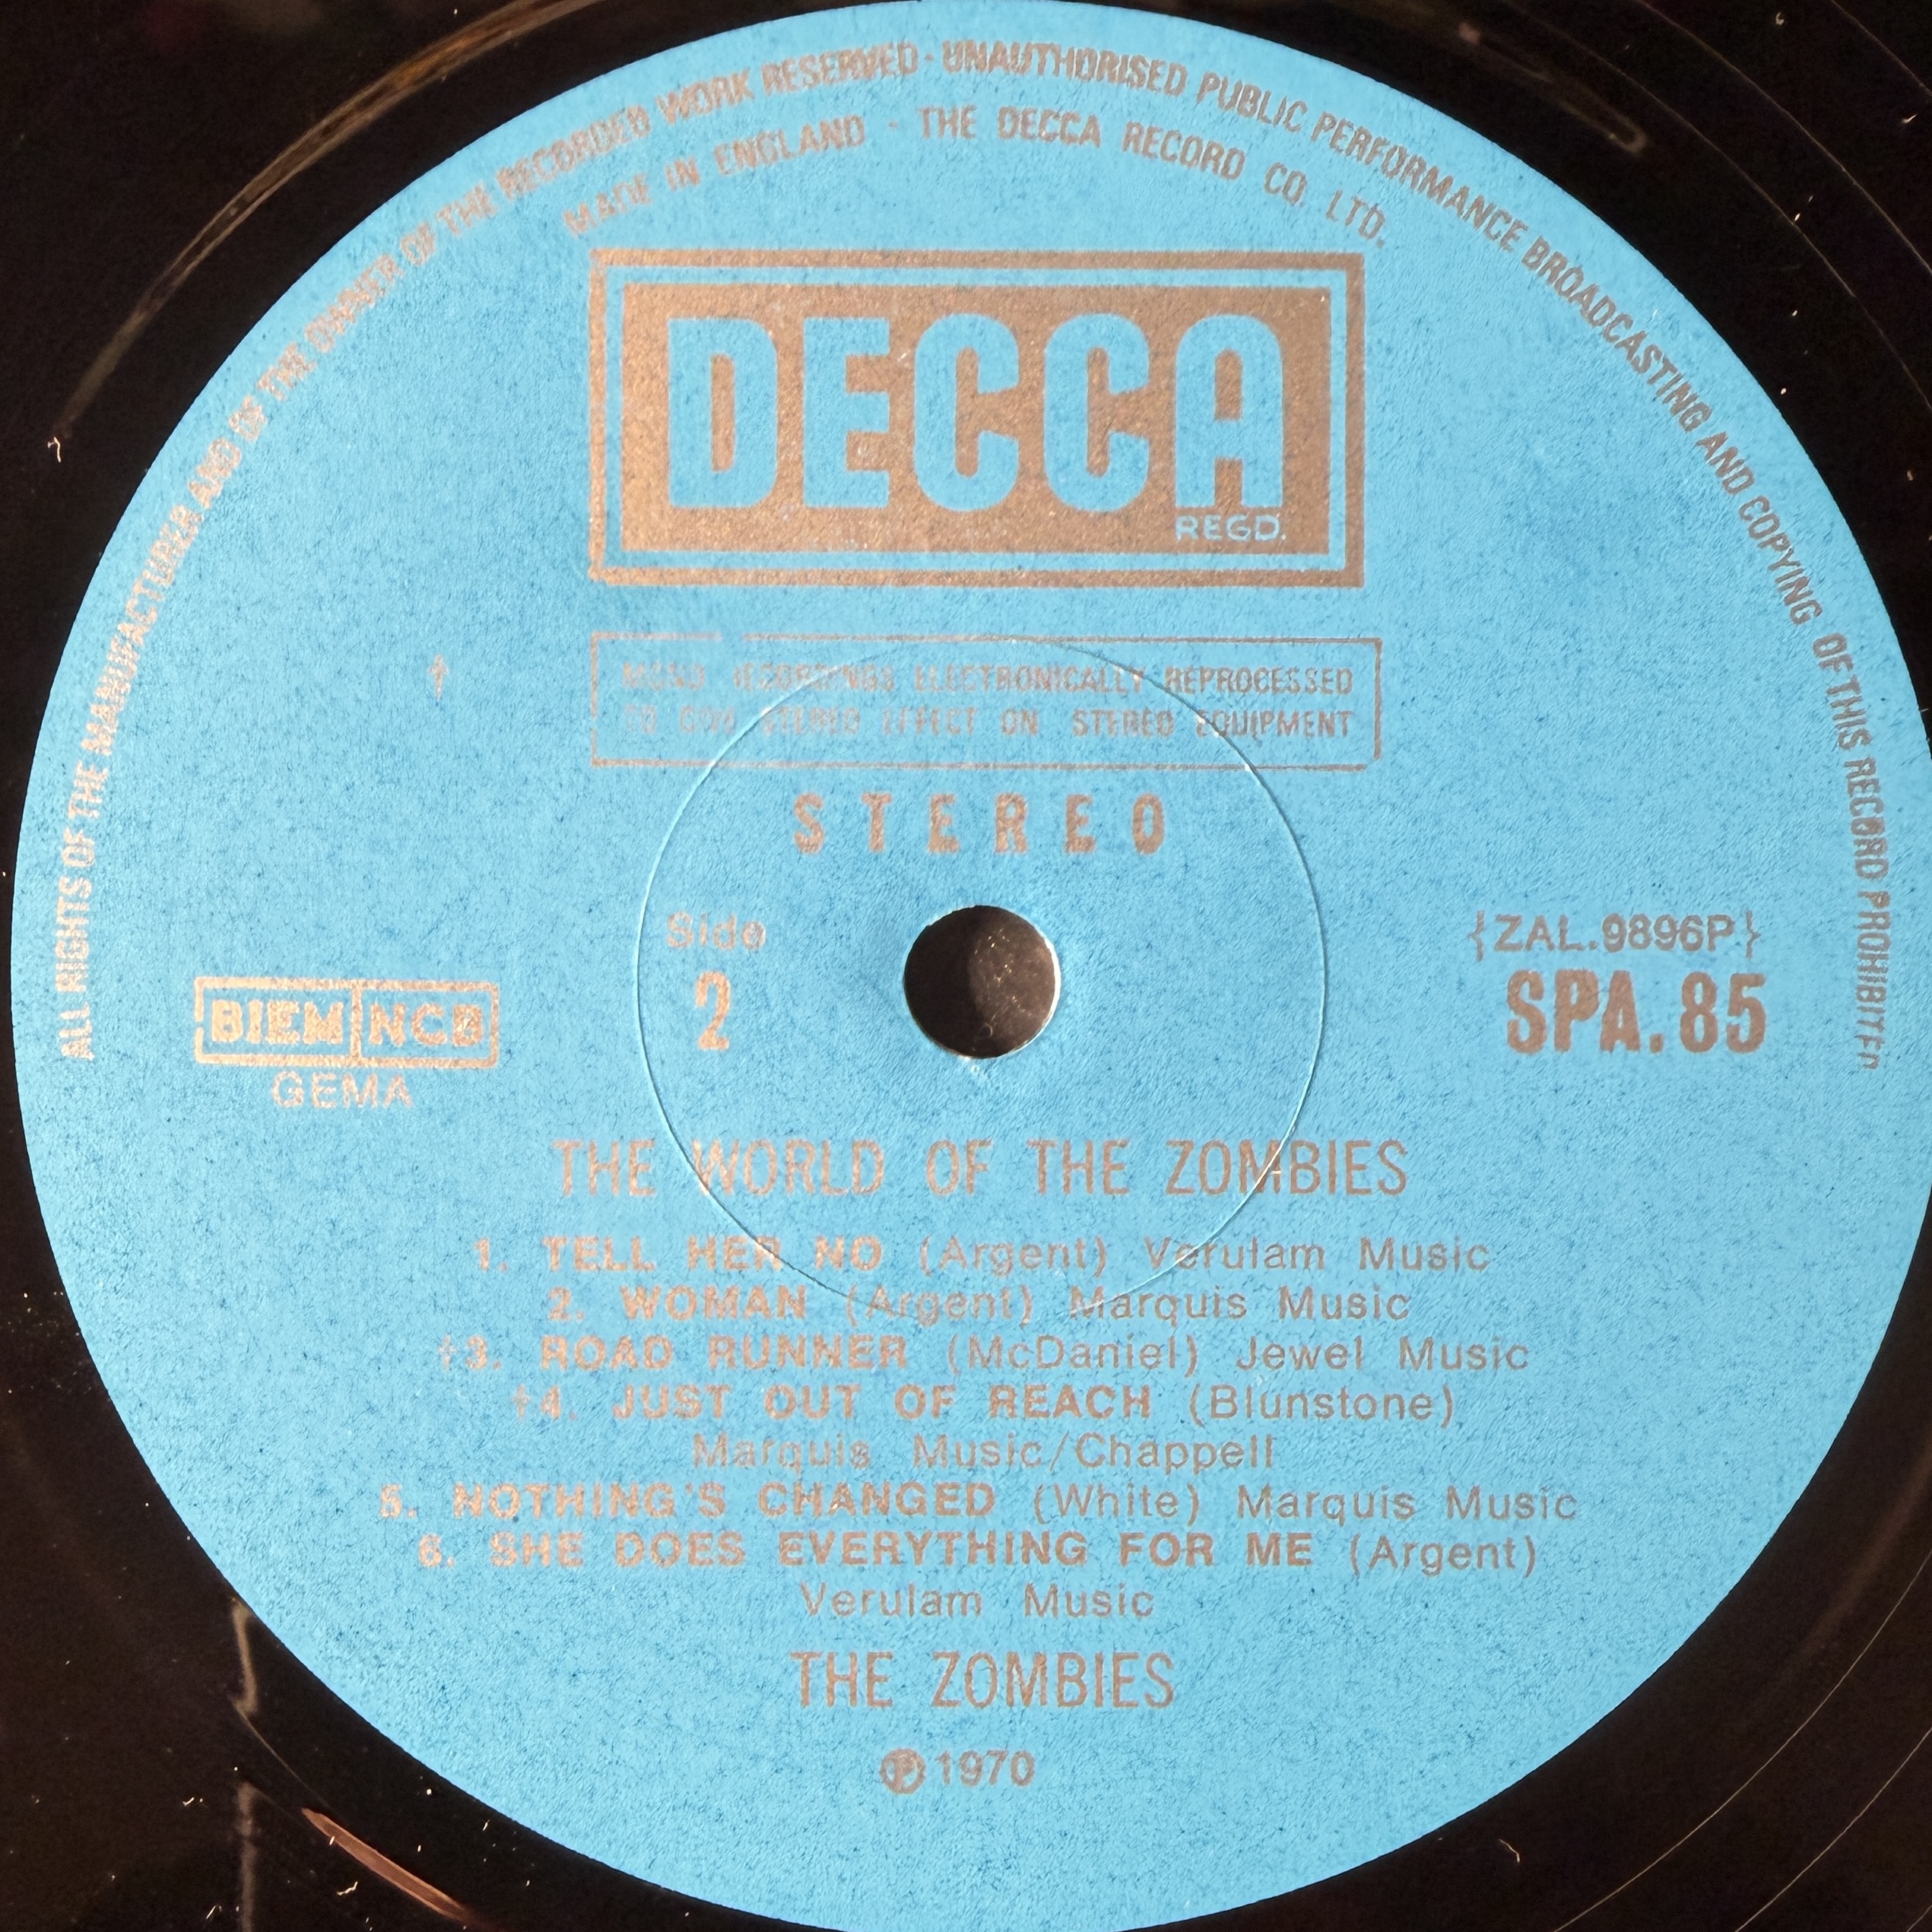 ALL RIGHTS OF THE MANUFACTURER AND OF THE OWNER OF THE RECORDED WORK RESERVED · UNAUTHORISED PUBLIC PERFORMANCE BROADCASTING AND COPYING OF THIS RECORD PROHIBITED
MADE IN ENGLAND - THE DECCA RECORD CO. LTD.
DECCA
REGD.
†
MONO RECORDINGS ELECTRONICALLY REPROCESSED
TO GIVE STEREO EFFECT ON STEREO EQUIPMENT
STEREO
Side
2
{ZAL.9896P}
SPA.85
BIEM NCB
GEMA
THE WORLD OF THE ZOMBIES
1. TELL HER NO (Argent) Verulam Music
2. WOMAN (Argent) Marquis Music
†3. ROAD RUNNER (McDaniel) Jewel Music
†4. JUST OUT OF REACH (Blunstone)
Marquis Music/Chappell
5. NOTHING'S CHANGED (White) Marquis Music
6. SHE DOES EVERYTHING FOR ME (Argent)
Verulam Music
THE ZOMBIES
℗ 1970